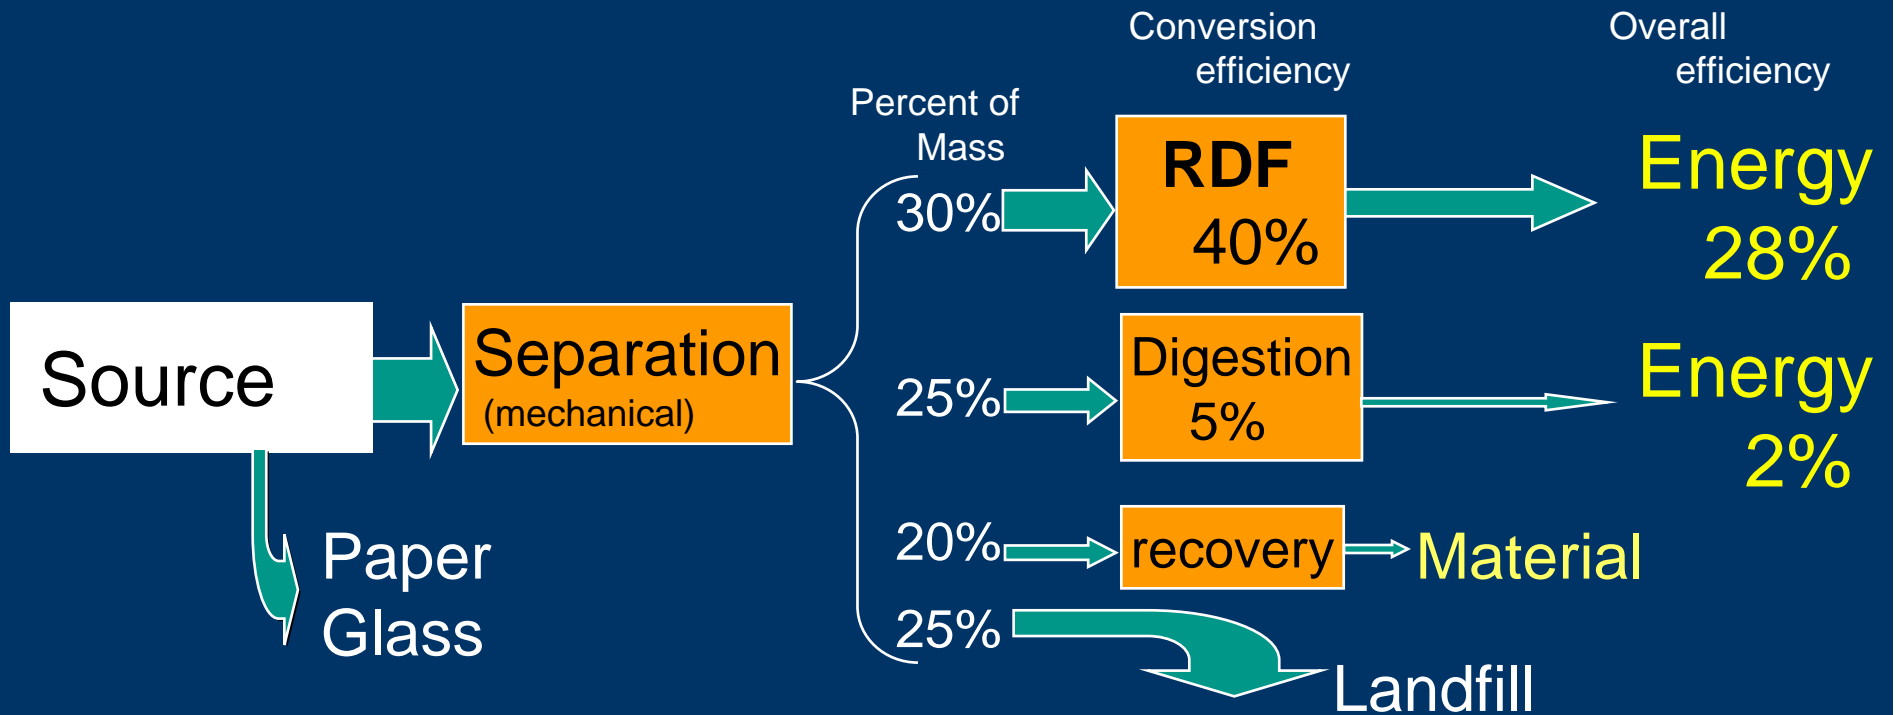 Conversion
efficiency
Overall
efficiency
Percent of
Mass
30%
RDF
40%
Energy
28%
Source
Separation
(mechanical)
25%
Digestion
5%
Energy
2%
Paper
Glass
20%
recovery
Material
25%
Landfill